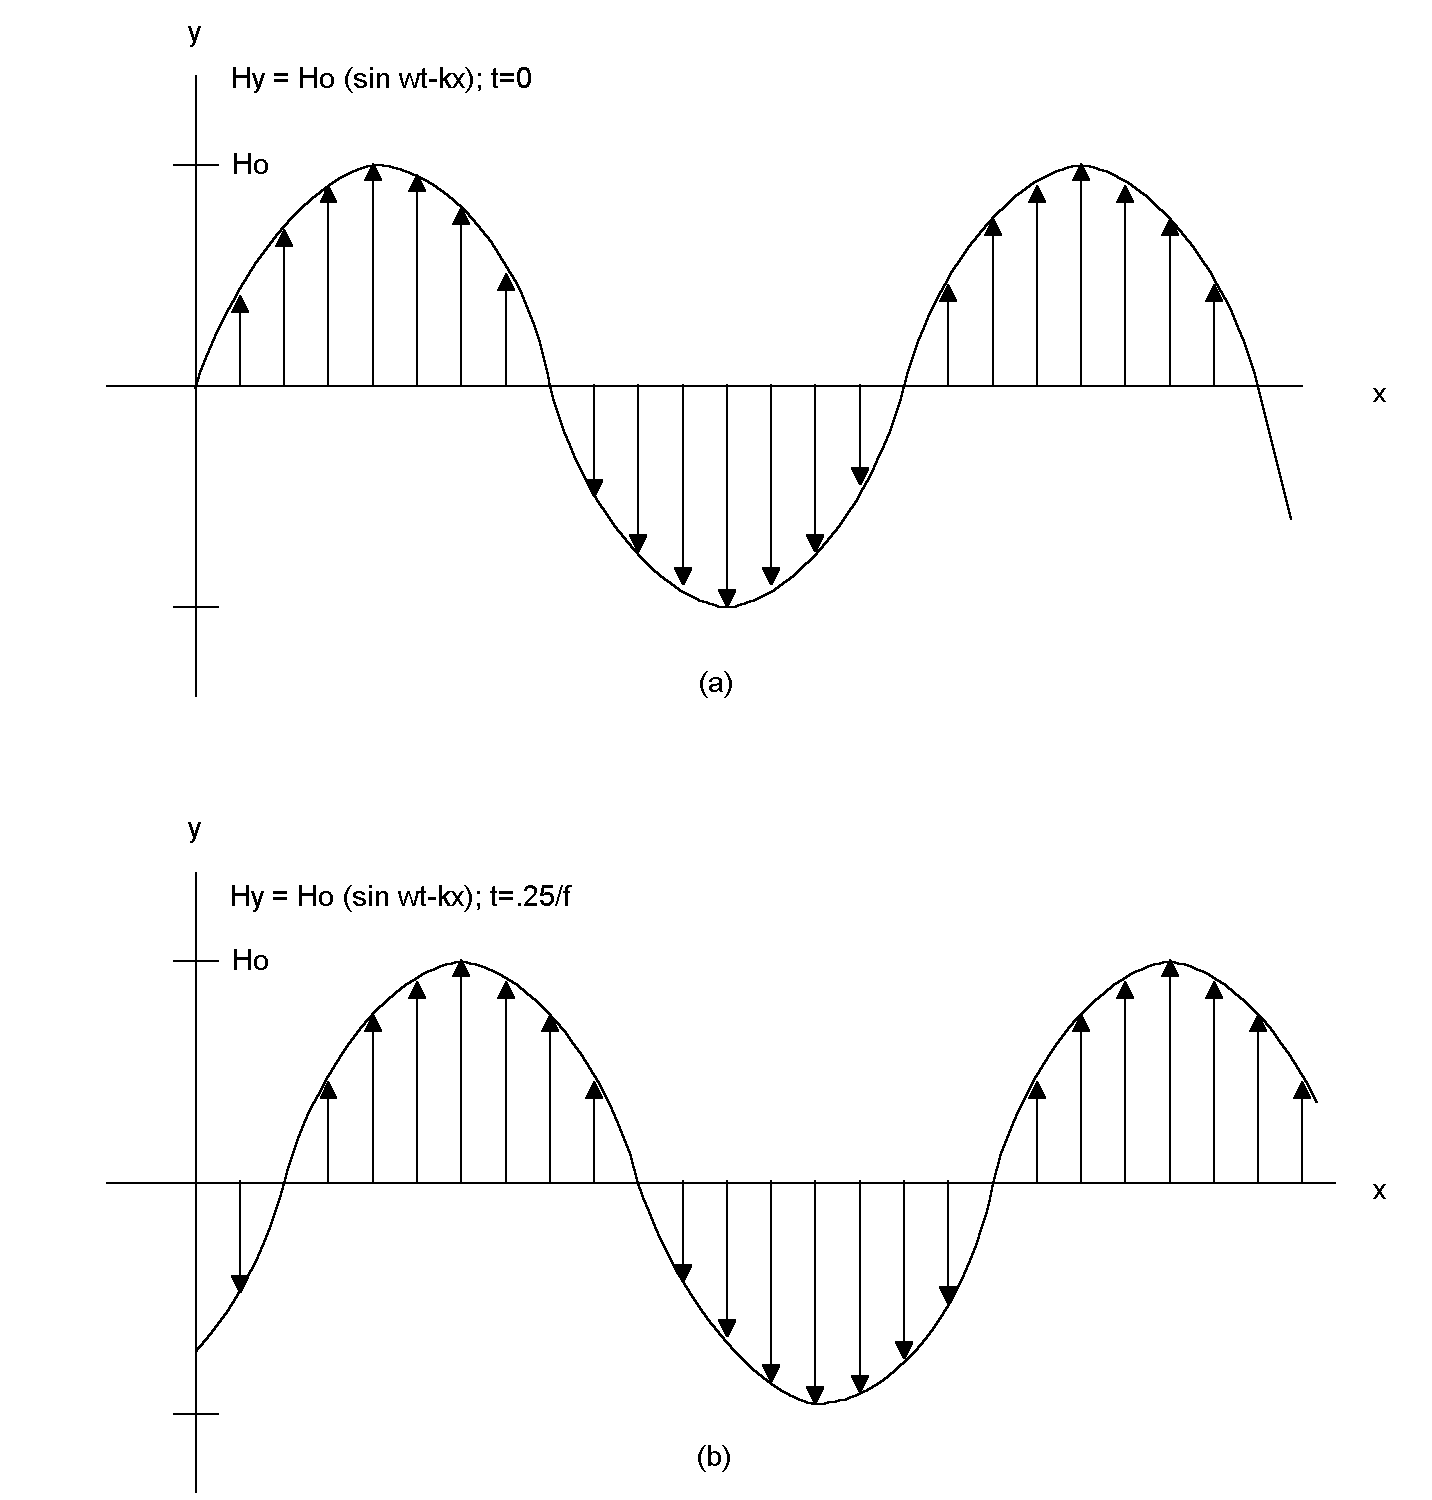 y
Hy = Ho (sin wt-kx); t=0
Ho
x
(a)
y
Hy = Ho (sin wt-kx); t=.25/f
Ho
x
(b)